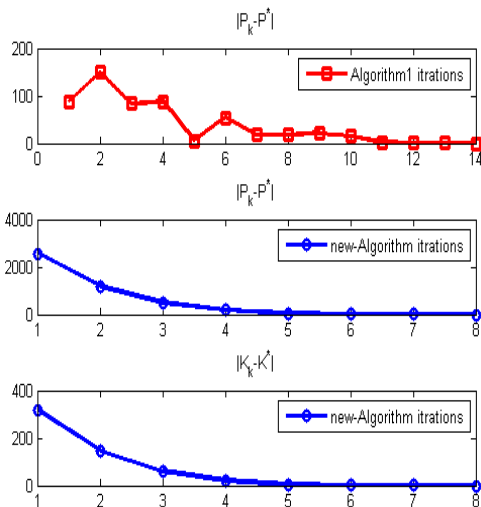 |P_k-P^*|
200
100
0
Algorithm1 itrations
0 2 4 6 8 10 12 14
|P_k-P^*|
4000
2000
0
new-Algorithm itrations
1 2 3 4 5 6 7 8
|K_k-K^*|
400
200
0
new-Algorithm itrations
1 2 3 4 5 6 7 8